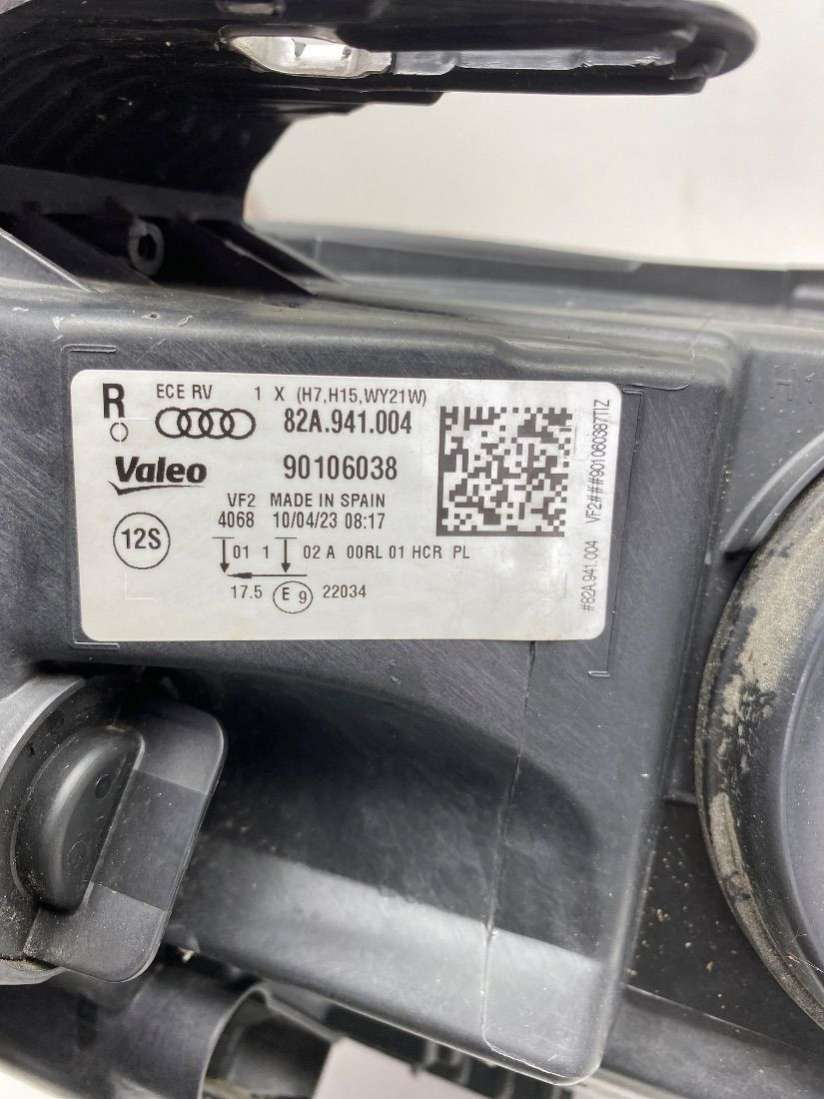 R ECE RV 1 X (H7,H15,WY21W)
82A.941.004
Valeo 90106038
VF2 MADE IN SPAIN
4068 10/04/23 08:17
12S
01 1 02 A 00RL 01 HCR PL
17.5 E 9 22034
#82A.941.004 VF2###901060387TIZ